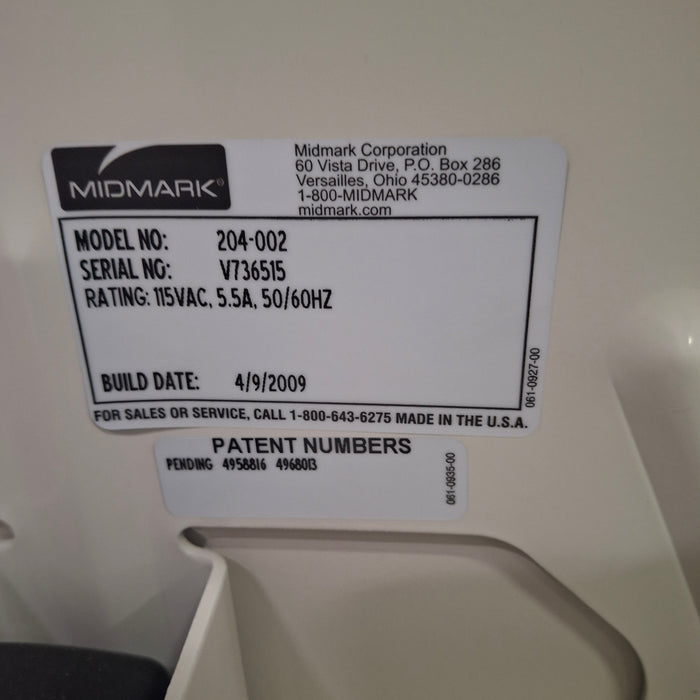 MIDMARK®
Midmark Corporation
60 Vista Drive, P.O. Box 286
Versailles, Ohio 45380-0286
1-800-MIDMARK
midmark.com
MODEL NO: 204-002
SERIAL NO: V736515
RATING: 115VAC, 5.5A, 50/60HZ
BUILD DATE: 4/9/2009
061-0927-00
FOR SALES OR SERVICE, CALL 1-800-643-6275 MADE IN THE U.S.A.
PATENT NUMBERS
PENDING 4958816 4968013
061-0935-00